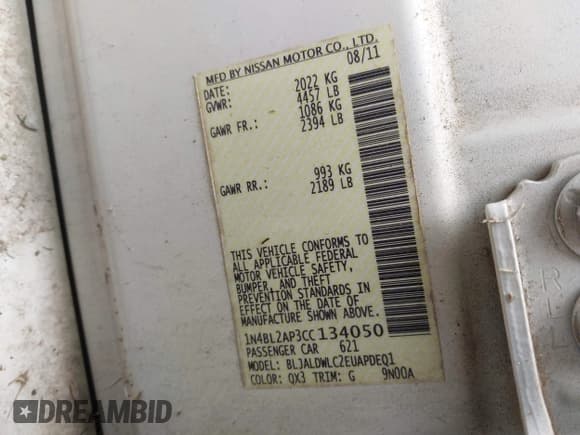 MFD BY NISSAN MOTOR CO., LTD.
DATE: 08/11
GVWR: 2022 KG
4457 LB
GAWR FR.: 1086 KG
2394 LB
GAWR RR.: 993 KG
2189 LB
THIS VEHICLE CONFORMS TO
ALL APPLICABLE FEDERAL
MOTOR VEHICLE SAFETY,
BUMPER, AND THEFT
PREVENTION STANDARDS IN
EFFECT ON THE DATE OF
MANUFACTURE SHOWN ABOVE.
1N4BL2AP3CC134050
PASSENGER CAR 621
MODEL: BLJALDWLC2EUAPDEQ1
COLOR: QX3 TRIM: G 9N00A
R L L
DREAMBID